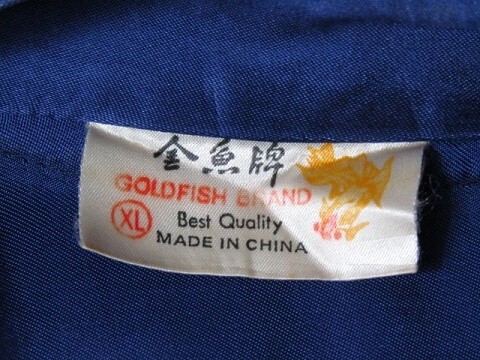 金魚牌
GOLDFISH BRAND
XL
Best Quality
MADE IN CHINA